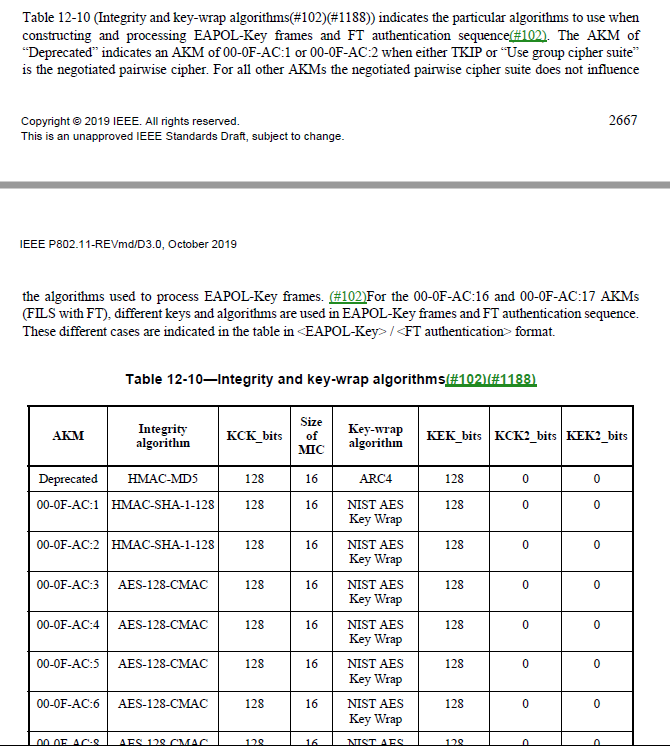 Table 12-10 (Integrity and key-wrap algorithms(#102)(#1188)) indicates the particular algorithms to use when
constructing and processing EAPOL-Key frames and FT authentication sequence(#102). The AKM of
“Deprecated” indicates an AKM of 00-0F-AC:1 or 00-0F-AC:2 when either TKIP or “Use group cipher suite”
is the negotiated pairwise cipher. For all other AKMs the negotiated pairwise cipher suite does not influence
Copyright © 2019 IEEE. All rights reserved. 2667
This is an unapproved IEEE Standards Draft, subject to change.
IEEE P802.11-REVmd/D3.0, October 2019
the algorithms used to process EAPOL-Key frames. (#102)For the 00-0F-AC:16 and 00-0F-AC:17 AKMs
(FILS with FT), different keys and algorithms are used in EAPOL-Key frames and FT authentication sequence.
These different cases are indicated in the table in <EAPOL-Key> / <FT authentication> format.
Table 12-10—Integrity and key-wrap algorithms(#102)(#1188)
AKM Integrity algorithm KCK_bits Size of MIC Key-wrap algorithm KEK_bits KCK2_bits KEK2_bits
Deprecated HMAC-MD5 128 16 ARC4 128 0 0
00-0F-AC:1 HMAC-SHA-1-128 128 16 NIST AES Key Wrap 128 0 0
00-0F-AC:2 HMAC-SHA-1-128 128 16 NIST AES Key Wrap 128 0 0
00-0F-AC:3 AES-128-CMAC 128 16 NIST AES Key Wrap 128 0 0
00-0F-AC:4 AES-128-CMAC 128 16 NIST AES Key Wrap 128 0 0
00-0F-AC:5 AES-128-CMAC 128 16 NIST AES Key Wrap 128 0 0
00-0F-AC:6 AES-128-CMAC 128 16 NIST AES Key Wrap 128 0 0
00-0F-AC:8 AES-128-CMAC 128 16 NIST AES 128 0 0